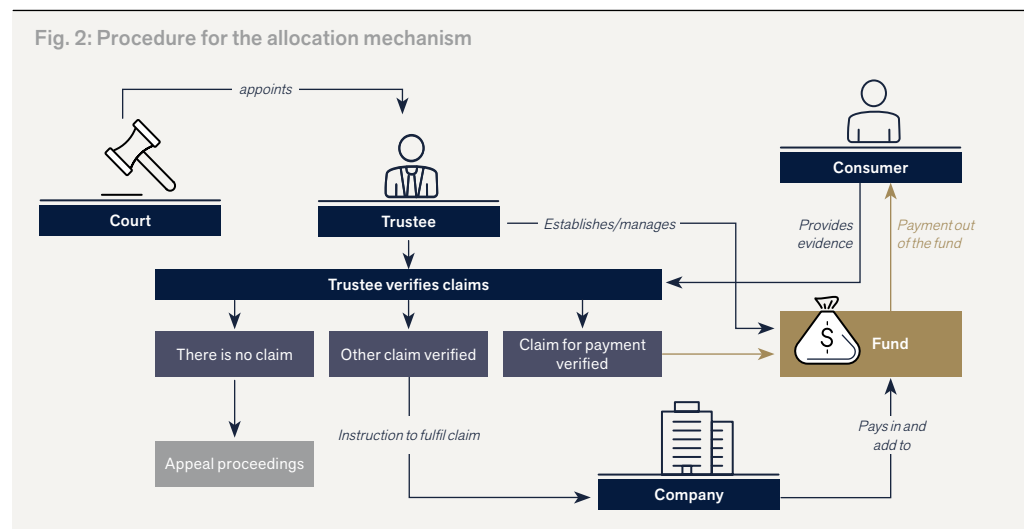 Fig. 2: Procedure for the allocation mechanism
appoints
Court
Trustee
Consumer
Establishes/manages
Provides
evidence
Payment out
of the fund
Trustee verifies claims
There is no claim
Other claim verified
Claim for payment
verified
$
Fund
Appeal proceedings
Instruction to fulfil claim
Pays in and
add to
Company